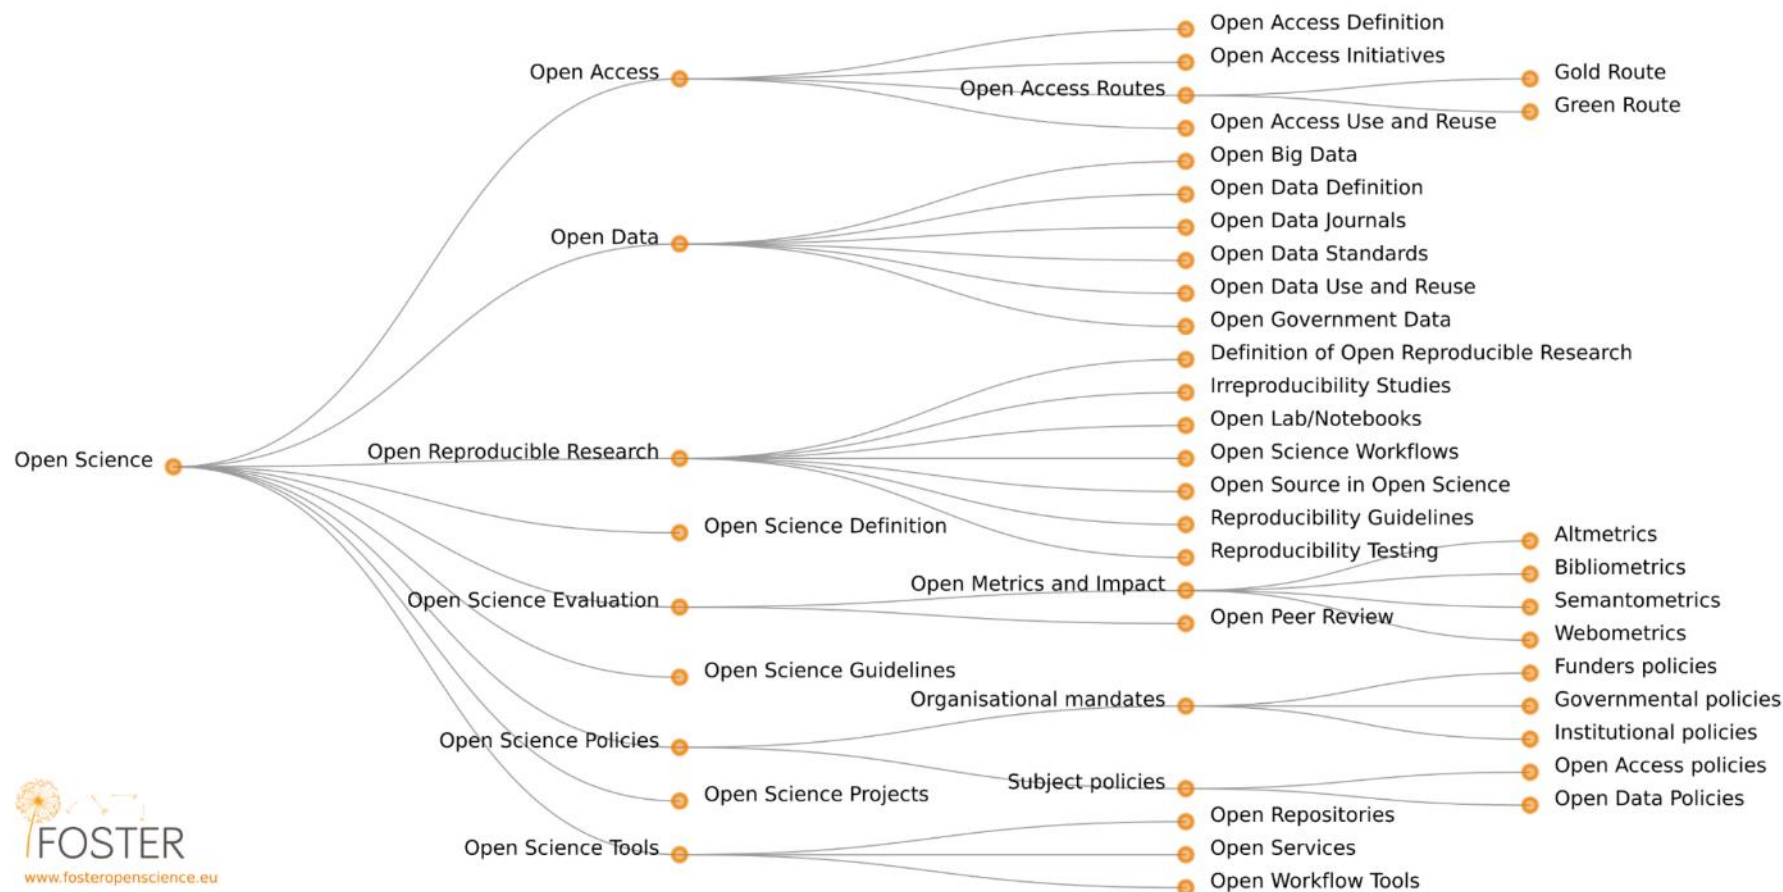 Open Access Definition
Open Access Initiatives
Open Access
Open Access Routes
Gold Route
Green Route
Open Access Use and Reuse
Open Big Data
Open Data Definition
Open Data Journals
Open Data
Open Data Standards
Open Data Use and Reuse
Open Government Data
Definition of Open Reproducible Research
Irreproducibility Studies
Open Lab/Notebooks
Open Science
Open Reproducible Research
Open Science Workflows
Open Source in Open Science
Reproducibility Guidelines
Reproducibility Testing
Open Science Definition
Open Science Evaluation
Open Metrics and Impact
Altmetrics
Bibliometrics
Semantometrics
Webometrics
Open Peer Review
Open Science Guidelines
Open Science Policies
Organisational mandates
Funders policies
Governmental policies
Institutional policies
Subject policies
Open Access policies
Open Data Policies
Open Science Projects
Open Science Tools
Open Repositories
Open Services
Open Workflow Tools
FOSTER
www.fosteropenscience.eu